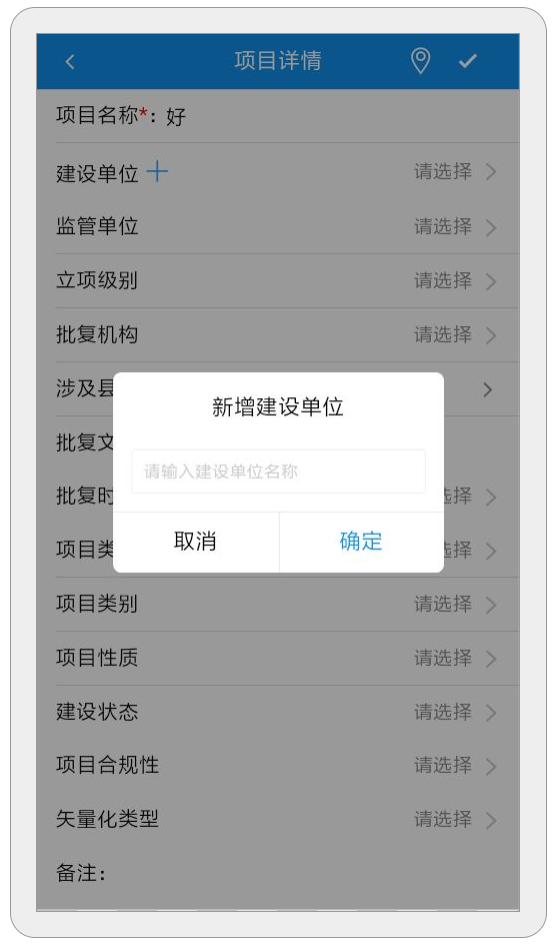 项目详情
项目名称*：好
建设单位 请选择
监管单位 请选择
立项级别 请选择
批复机构 请选择
涉及县
新增建设单位
批复文
请输入建设单位名称
批复时 选择
取消 确定
项目类 选择
项目类别 请选择
项目性质 请选择
建设状态 请选择
项目合规性 请选择
矢量化类型 请选择
备注：